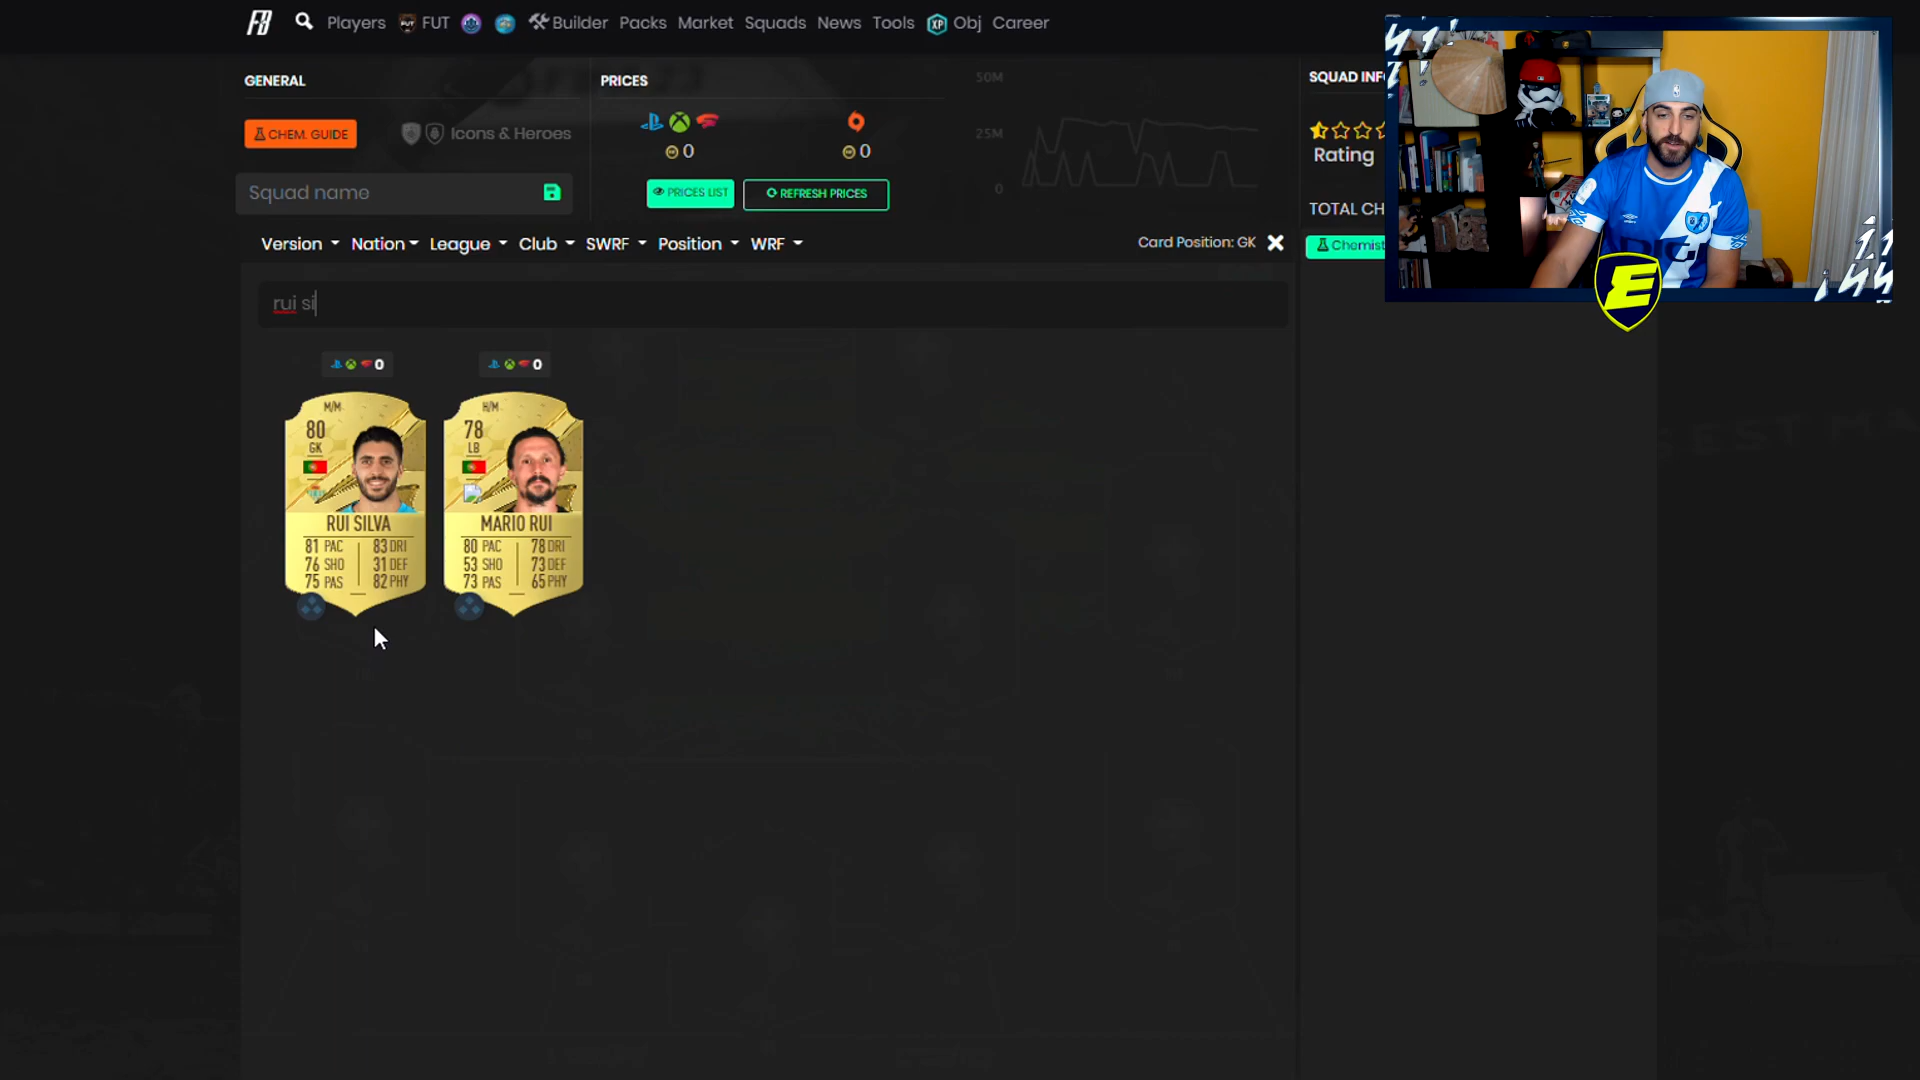 Players FUT Builder Packs Market Squads News Tools XP Obj Career
GENERAL
PRICES
50M
25M
0
SQUAD INF
CHEM. GUIDE
Icons & Heroes
0
0
Rating
Squad name
PRICES LIST
REFRESH PRICES
TOTAL CH
Chemist
Version Nation League Club SWRF Position WRF
Card Position: GK
rui si
0
0
M/M
80
GK
RUI SILVA
81 PAC 83 DRI
76 SHO 31 DEF
75 PAS 82 PHY
H/M
78
LB
MARIO RUI
80 PAC 78 DRI
53 SHO 73 DEF
73 PAS 65 PHY